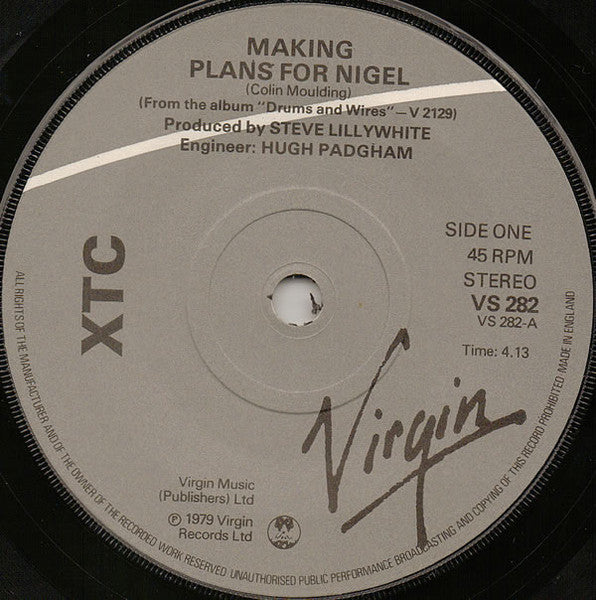 MAKING
PLANS FOR NIGEL
(Colin Moulding)
(From the album "Drums and Wires"—V 2129)
Produced by STEVE LILLYWHITE
Engineer: HUGH PADGHAM
XTC
SIDE ONE
45 RPM
STEREO
VS 282
VS 282-A
Time: 4.13
Virgin
Virgin Music
(Publishers) Ltd
℗ 1979 Virgin
Records Ltd
ALL RIGHTS OF THE MANUFACTURER AND OF THE OWNER OF THE RECORDED WORK RESERVED. UNAUTHORISED PUBLIC PERFORMANCE BROADCASTING AND COPYING OF THIS RECORD PROHIBITED. MADE IN ENGLAND